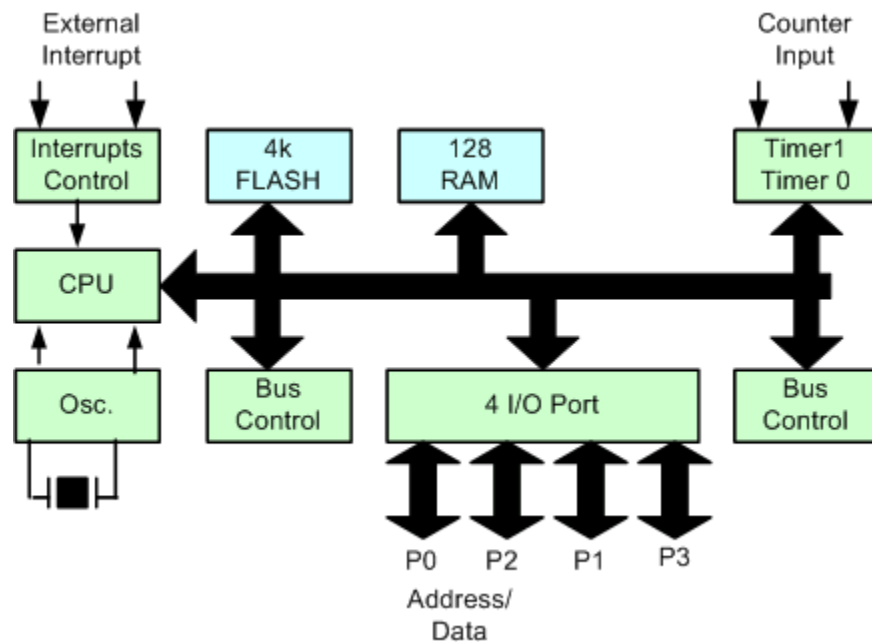 External
Interrupt
Counter
Input
Interrupts
Control
4k
FLASH
128
RAM
Timer1
Timer 0
CPU
Osc.
Bus
Control
4 I/O Port
Bus
Control
P0
P2
P1
P3
Address/
Data